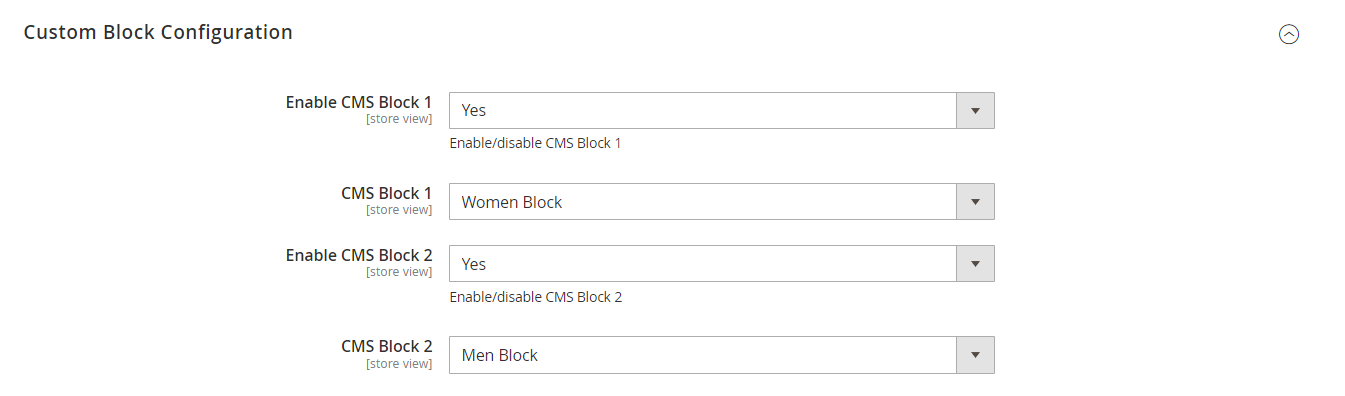 Custom Block Configuration
Enable CMS Block 1
Yes
[store view]
Enable/disable CMS Block 1
CMS Block 1
Women Block
[store view]
Enable CMS Block 2
Yes
[store view]
Enable/disable CMS Block 2
CMS Block 2
Men Block
[store view]